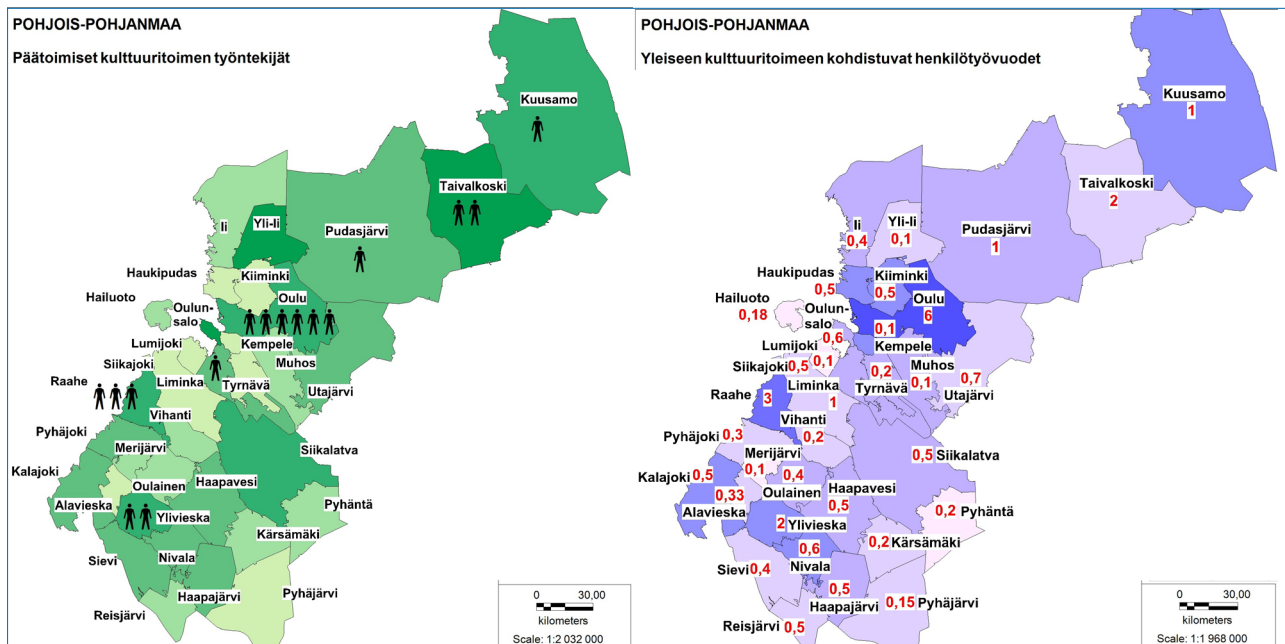 POHJOIS-POHJANMAA
Päätoimiset kulttuuritoimen työntekijät
Kuusamo
Taivalkoski
Ii
Yli-Ii
Pudasjärvi
Haukipudas
Kiiminki
Hailuoto
Oulu
Oulun-
salo
Lumijoki
Kempele
Siikajoki
Muhos
Raahe
Liminka
Tyrnävä
Utajärvi
Vihanti
Pyhäjoki
Merijärvi
Siikalatva
Kalajoki
Oulainen
Haapavesi
Alavieska
Pyhäntä
Ylivieska
Kärsämäki
Sievi
Nivala
Haapajärvi
Pyhäjärvi
Reisjärvi
0 30,00
kilometers
Scale: 1:2 032 000
POHJOIS-POHJANMAA
Yleiseen kulttuuritoimeen kohdistuvat henkilötyövuodet
Kuusamo
1
Taivalkoski
2
Ii
0,4
Yli-Ii
0,1
Pudasjärvi
1
Haukipudas
0,5
Kiiminki
0,5
Hailuoto
0,18
Oulu
6
Oulun-
salo
0,6
0,1
Kempele
Lumijoki
0,1
Siikajoki 0,5
Muhos
0,1
0,2
Tyrnävä
0,7
Utajärvi
Raahe
3
Liminka
1
Vihanti
0,2
Pyhäjoki 0,3
Merijärvi
0,1
0,5 Siikalatva
Kalajoki 0,5
0,4
Oulainen
Haapavesi
0,5
0,33
Alavieska
0,2 Pyhäntä
2 Ylivieska
0,6
Nivala
0,2 Kärsämäki
Sievi 0,4
0,5
Haapajärvi
0,15 Pyhäjärvi
Reisjärvi 0,5
0 30,00
kilometers
Scale: 1:1 968 000